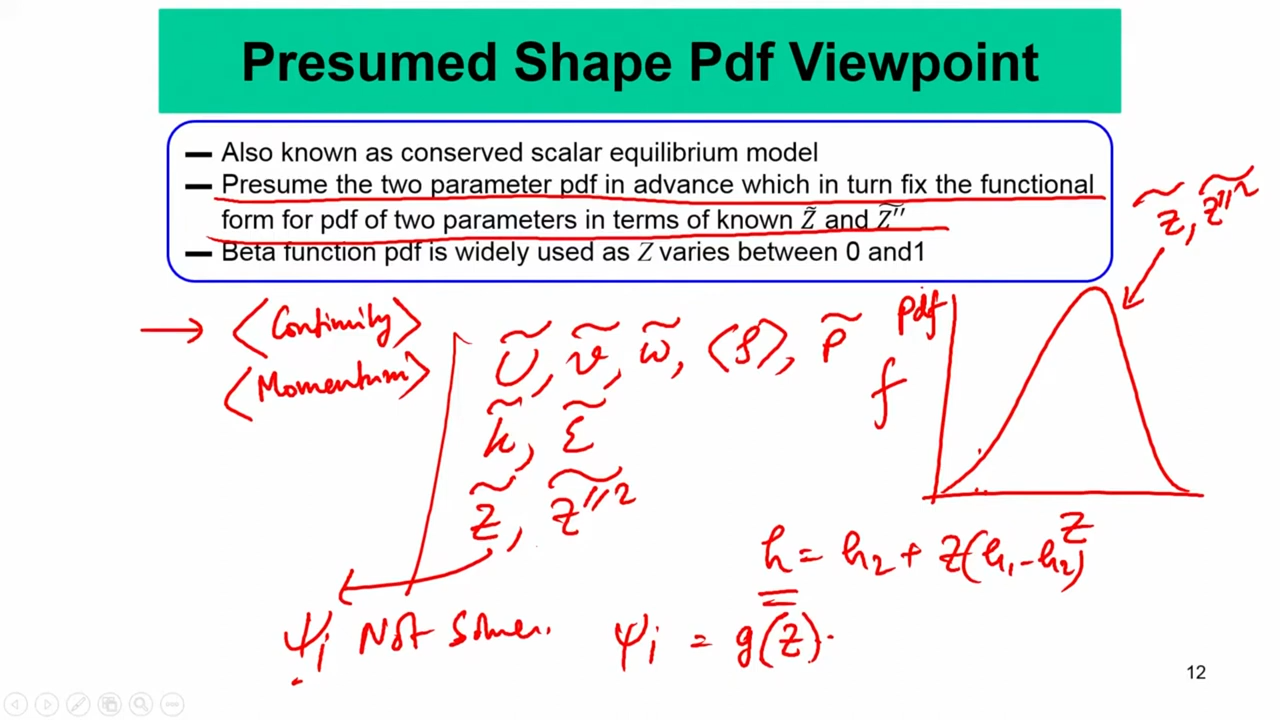 Presumed Shape Pdf Viewpoint
— Also known as conserved scalar equilibrium model
— Presume the two parameter pdf in advance which in turn fix the functional
form for pdf of two parameters in terms of known Z̃ and Z̃′′
— Beta function pdf is widely used as Z varies between 0 and1
Z̃, Z̃″²
→ ⟨Continuity⟩
⟨Momentum⟩
Ũ, ṽ, w̃, ⟨ρ⟩, p̃
k̃, ε̃
Z̃, Z̃″²
pdf
f
Z
h = h₂ + Z(h₁-h₂)
ψᵢ Not
ψᵢ = g(Z).
12